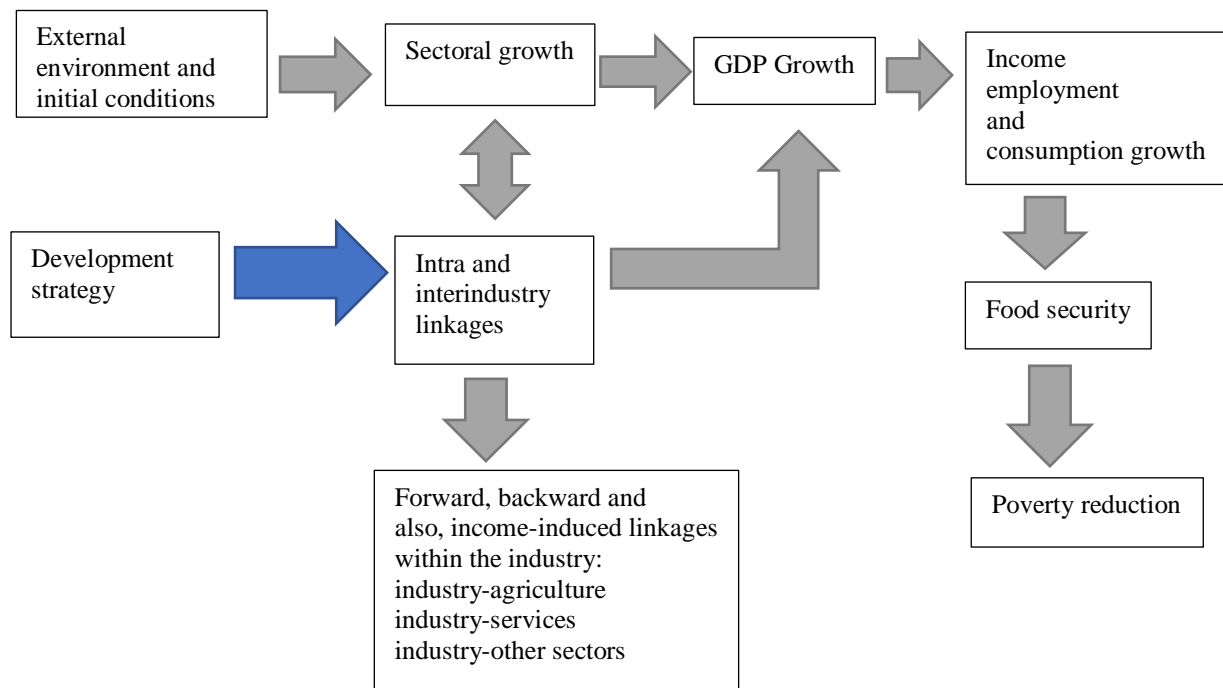 External
environment and
initial conditions
Sectoral growth
GDP Growth
Income
employment
and
consumption growth
Development
strategy
Intra and
interindustry
linkages
Food security
Forward, backward and
also, income-induced linkages
within the industry:
industry-agriculture
industry-services
industry-other sectors
Poverty reduction